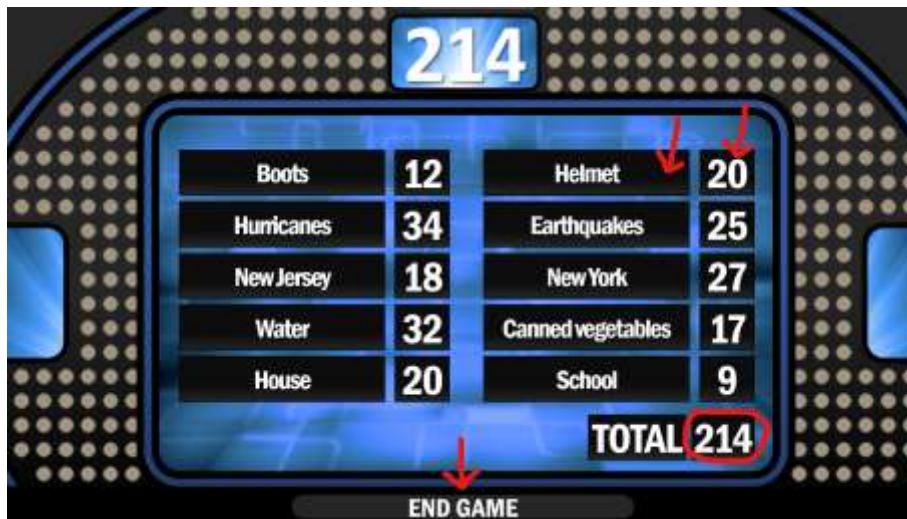 214
Boots 12 Helmet 20
Hurricanes 34 Earthquakes 25
New Jersey 18 New York 27
Water 32 Canned vegetables 17
House 20 School 9
TOTAL 214
END GAME